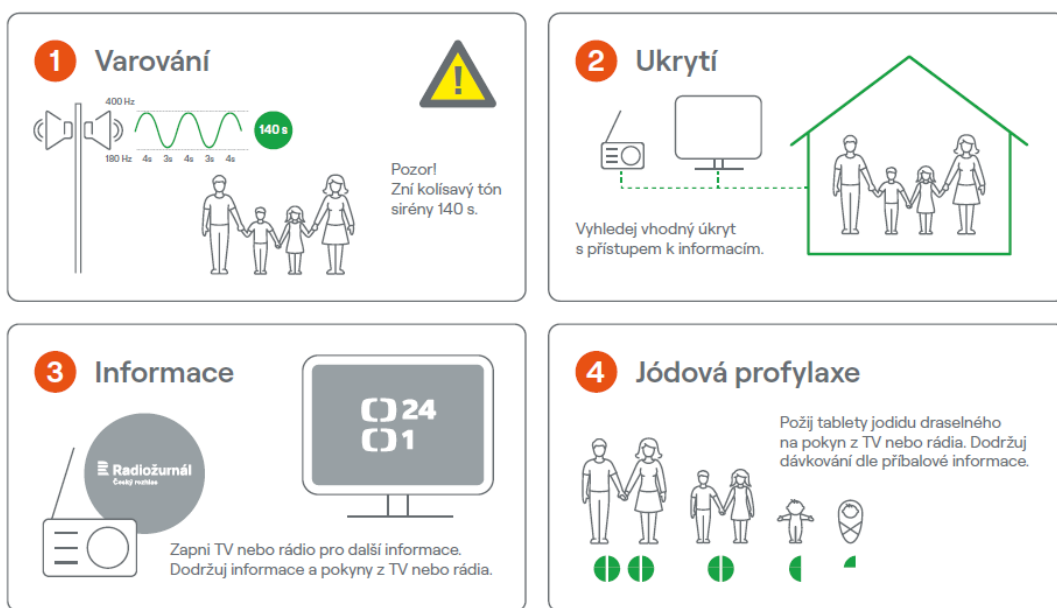 1 Varování
400 Hz
140 s
180 Hz 4s 3s 4s 3s 4s
Pozor!
Zní kolísavý tón
sirény 140 s.
2 Ukrytí
Vyhledej vhodný úkryt
s přístupem k informacím.
3 Informace
24
1
Radiožurnál
Český rozhlas
Zapni TV nebo rádio pro další informace.
Dodržuj informace a pokyny z TV nebo rádia.
4 Jódová profylaxe
Požij tablety jodidu draselného
na pokyn z TV nebo rádia. Dodržuj
dávkování dle příbalové informace.